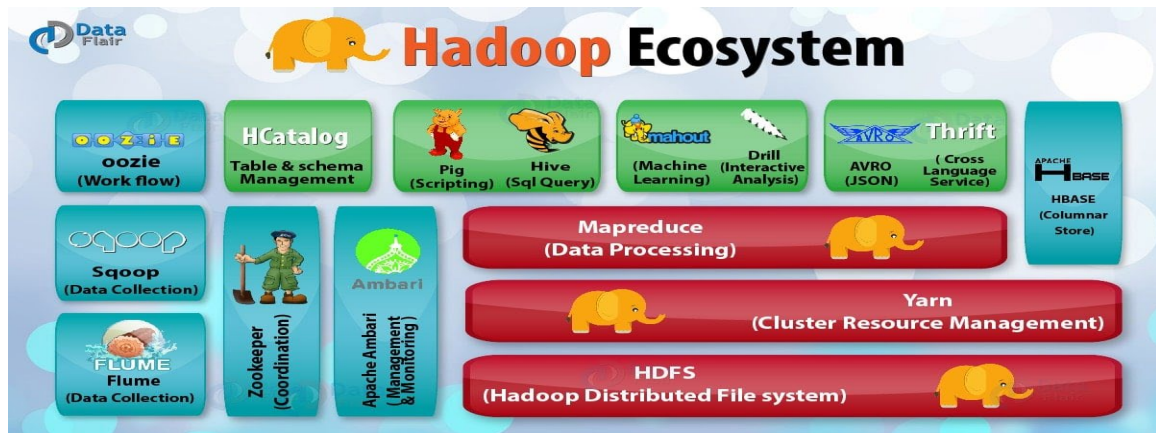 Data
Flair
Hadoop Ecosystem
OOZiE
oozie
(Work flow)
HCatalog
Table & schema
Management
Pig
(Scripting)
Hive
(Sql Query)
mahout
(Machine
Learning)
Drill
(Interactive
Analysis)
AVRO
AVRO
(JSON)
Thrift
( Cross
Language
Service)
APACHE
HBASE
HBASE
(Columnar
Store)
sqoop
Sqoop
(Data Collection)
FLUME
Flume
(Data Collection)
Zookeeper
(Coordination)
Ambari
Apache Ambari
( Management
& Monitoring )
Mapreduce
(Data Processing)
Yarn
(Cluster Resource Management)
HDFS
(Hadoop Distributed File system)